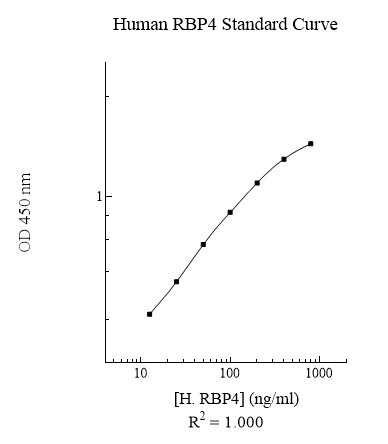 Human RBP4 Standard Curve
OD 450 nm
1
10 100 1000
[H. RBP4] (ng/ml)
R² = 1.000